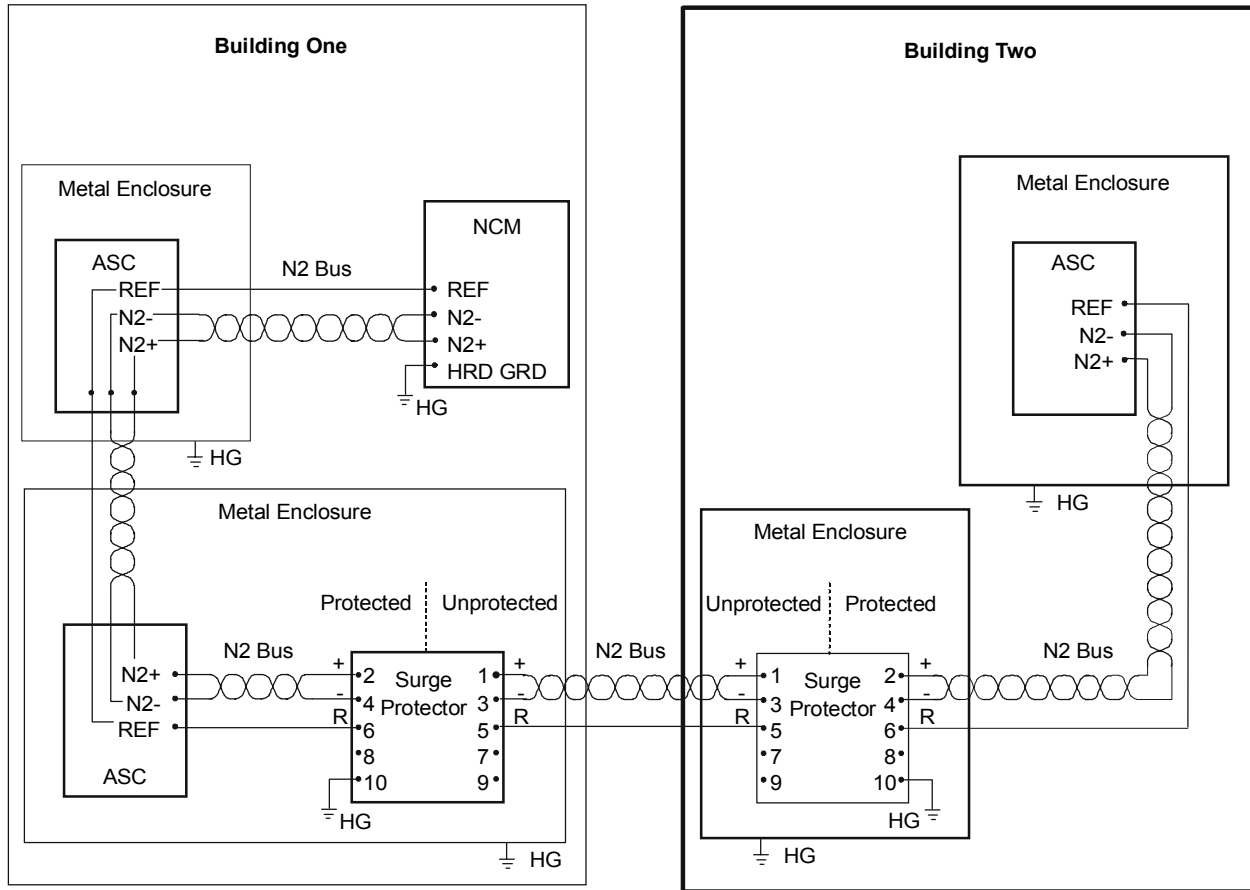 Building One
Metal Enclosure
ASC
REF
N2-
N2+
N2 Bus
NCM
REF
N2-
N2+
HRD GRD
HG
HG
Metal Enclosure
Protected
Unprotected
N2+
N2-
REF
ASC
N2 Bus
+
-
R
2
4
6
8
10
Surge
Protector
1
3
5
7
9
+
-
R
HG
HG
N2 Bus
Building Two
Metal Enclosure
ASC
REF
N2-
N2+
HG
Metal Enclosure
Unprotected
Protected
+
-
R
1
3
5
7
9
Surge
Protector
2
4
6
8
10
+
-
R
HG
HG
N2 Bus